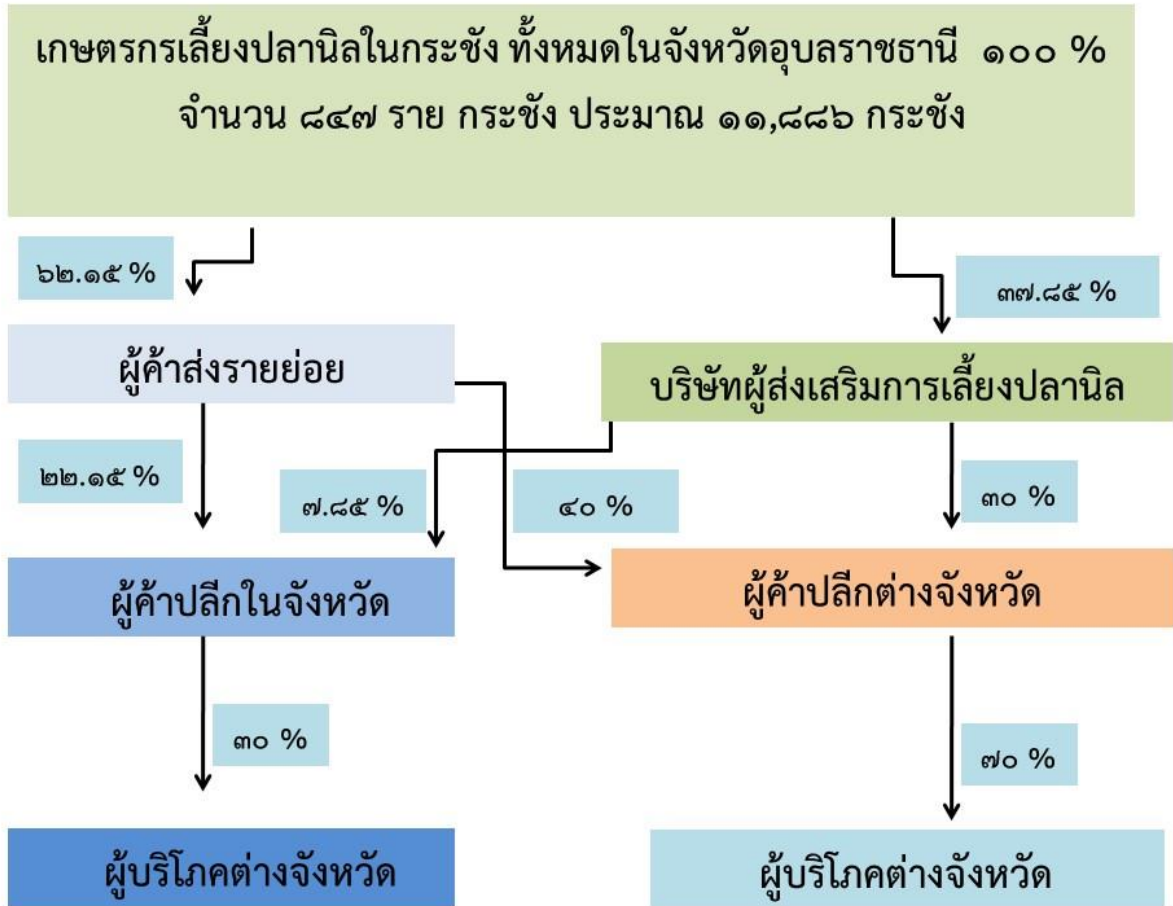 เกษตรกรเลี้ยงปลานิลในกระชัง ทั้งหมดในจังหวัดอุบลราชธานี ๑๐๐ %
จำนวน ๘๔๗ ราย กระชัง ประมาณ ๑๑,๘๘๖ กระชัง
๖๒.๑๕ %
๓๗.๘๕ %
ผู้ค้าส่งรายย่อย
บริษัทผู้ส่งเสริมการเลี้ยงปลานิล
๒๒.๑๕ %
๗.๘๕ %
๔๐ %
๓๐ %
ผู้ค้าปลีกในจังหวัด
ผู้ค้าปลีกต่างจังหวัด
๓๐ %
๗๐ %
ผู้บริโภคต่างจังหวัด
ผู้บริโภคต่างจังหวัด